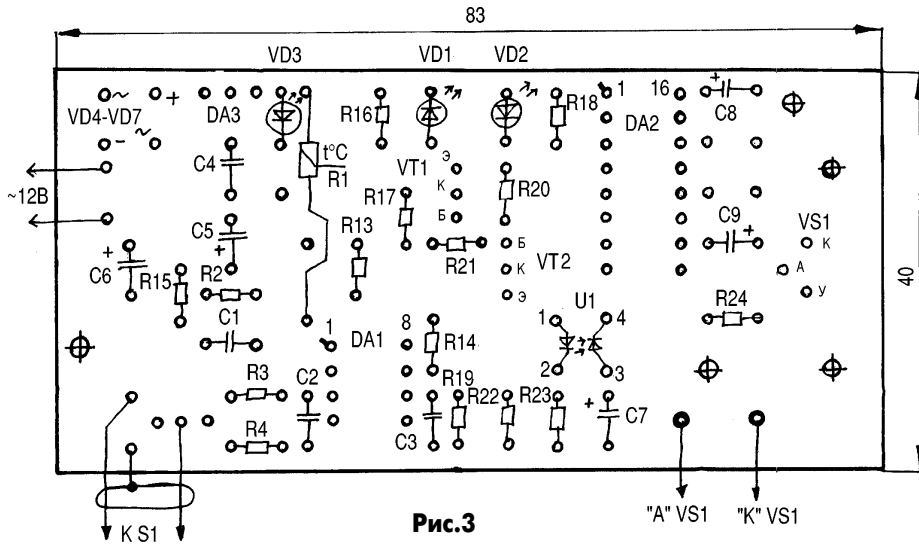 83
VD3
VD1
VD2
~
+
VD4-VD7
- ~
DA3
R16
R18
1
16
DA2
C8
+
~12В
C4
t°C
R1
VT1
Э
К
Б
R17
R20
C5
+
R13
R21
Б
К
Э
VT2
C9
+
VS1
К
А
У
40
+
C6
R15
R2
C1
1
DA1
8
R14
U1
1
4
2
3
R24
R3
C2
R4
C3
R19
R22
R23
+
C7
К S1
Рис.3
"А" VS1
"К" VS1